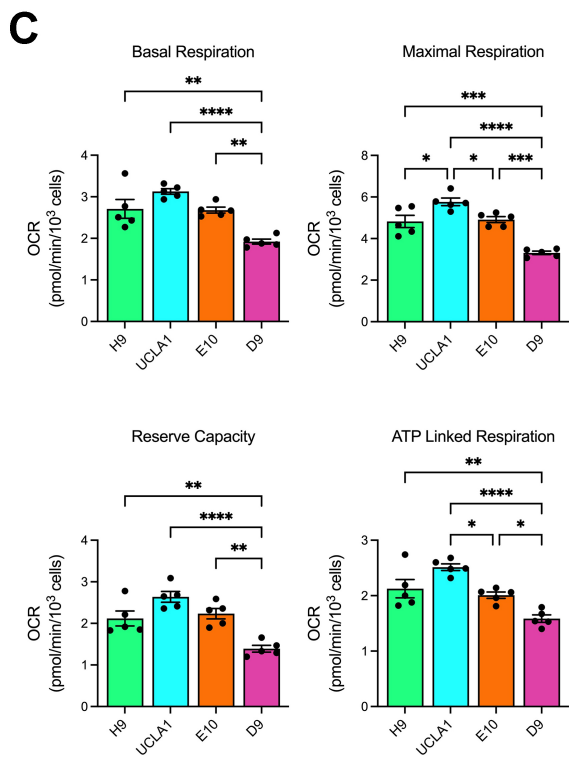 C
Basal Respiration
**
****
**
OCR
(pmol/min/10³ cells)
4
3
2
1
0
H9
UCLA1
E10
D9
Maximal Respiration
***
****
* * ***
OCR
(pmol/min/10³ cells)
8
6
4
2
0
H9
UCLA1
E10
D9
Reserve Capacity
**
****
**
OCR
(pmol/min/10³ cells)
4
3
2
1
0
H9
UCLA1
E10
D9
ATP Linked Respiration
**
****
* *
OCR
(pmol/min/10³ cells)
3
2
1
0
H9
UCLA1
E10
D9